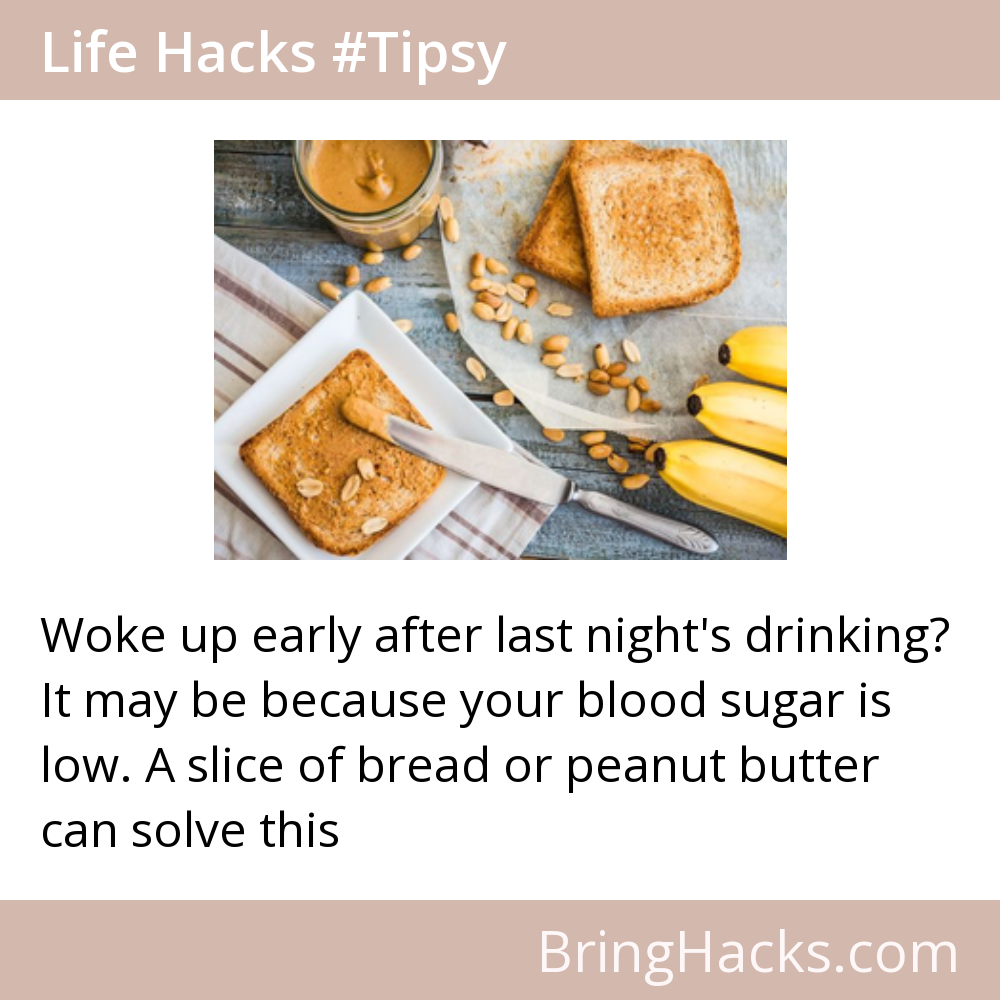 Life Hacks #Tipsy
Woke up early after last night's drinking?
It may be because your blood sugar is
low. A slice of bread or peanut butter
can solve this
BringHacks.com